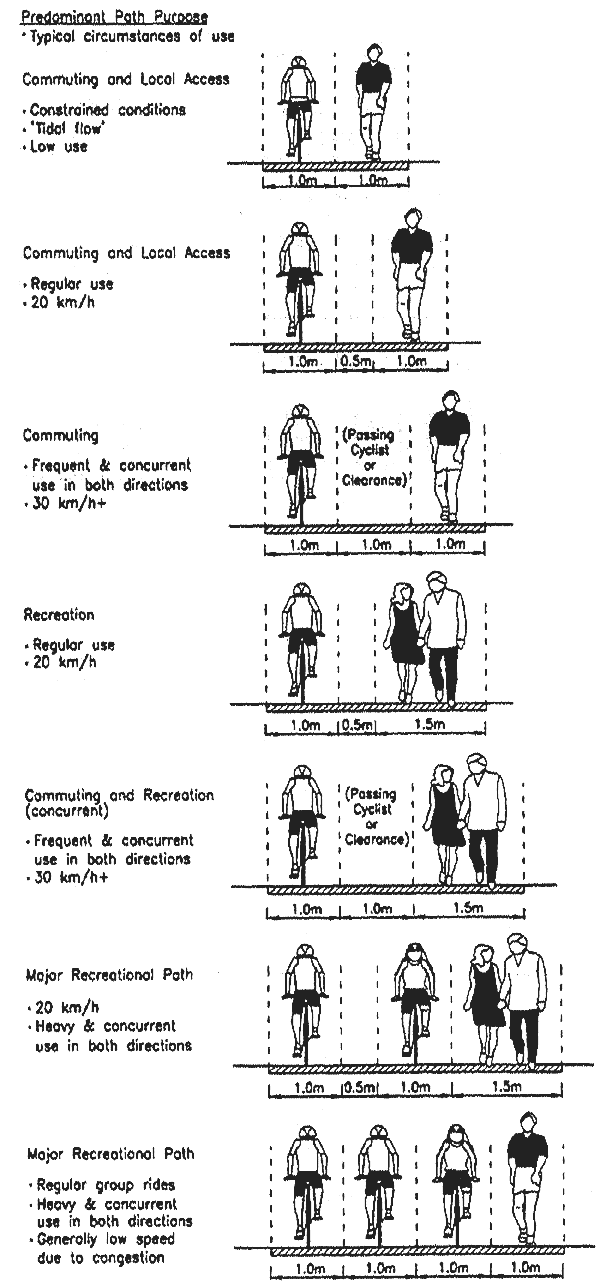 Predominant Path Purpose
• Typical circumstances of use
Commuting and Local Access
• Constrained conditions
• 'Tidal flow'
• Low use
1.0m 1.0m
Commuting and Local Access
• Regular use
• 20 km/h
1.0m 0.5m 1.0m
Commuting
• Frequent & concurrent
use in both directions
• 30 km/h+
(Passing
Cyclist
or
Clearance)
1.0m 1.0m 1.0m
Recreation
• Regular use
• 20 km/h
1.0m 0.5m 1.5m
Commuting and Recreation
(concurrent)
• Frequent & concurrent
use in both directions
• 30 km/h+
(Passing
Cyclist
or
Clearance)
1.0m 1.0m 1.5m
Major Recreational Path
• 20 km/h
• Heavy & concurrent
use in both directions
1.0m 0.5m 1.0m 1.5m
Major Recreational Path
• Regular group rides
• Heavy & concurrent
use in both directions
• Generally low speed
due to congestion
1.0m 1.0m 1.0m 1.0m